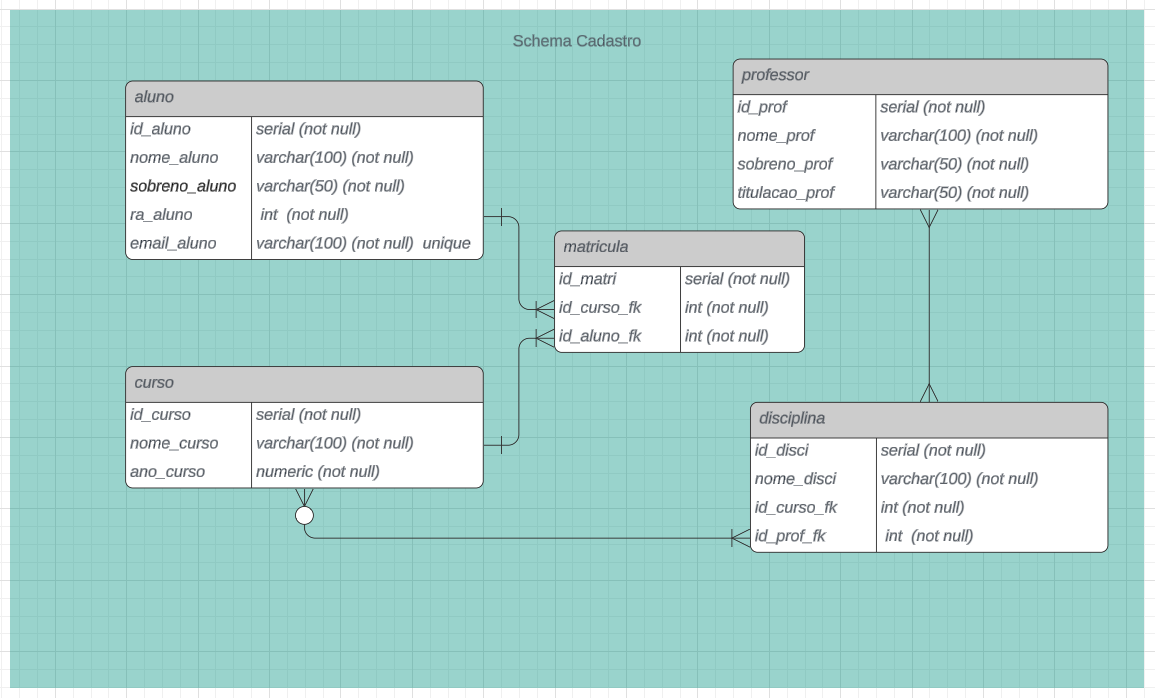 Schema Cadastro
aluno
id_aluno serial (not null)
nome_aluno varchar(100) (not null)
sobreno_aluno varchar(50) (not null)
ra_aluno int (not null)
email_aluno varchar(100) (not null) unique
professor
id_prof serial (not null)
nome_prof varchar(100) (not null)
sobreno_prof varchar(50) (not null)
titulacao_prof varchar(50) (not null)
matricula
id_matri serial (not null)
id_curso_fk int (not null)
id_aluno_fk int (not null)
curso
id_curso serial (not null)
nome_curso varchar(100) (not null)
ano_curso numeric (not null)
disciplina
id_disci serial (not null)
nome_disci varchar(100) (not null)
id_curso_fk int (not null)
id_prof_fk int (not null)